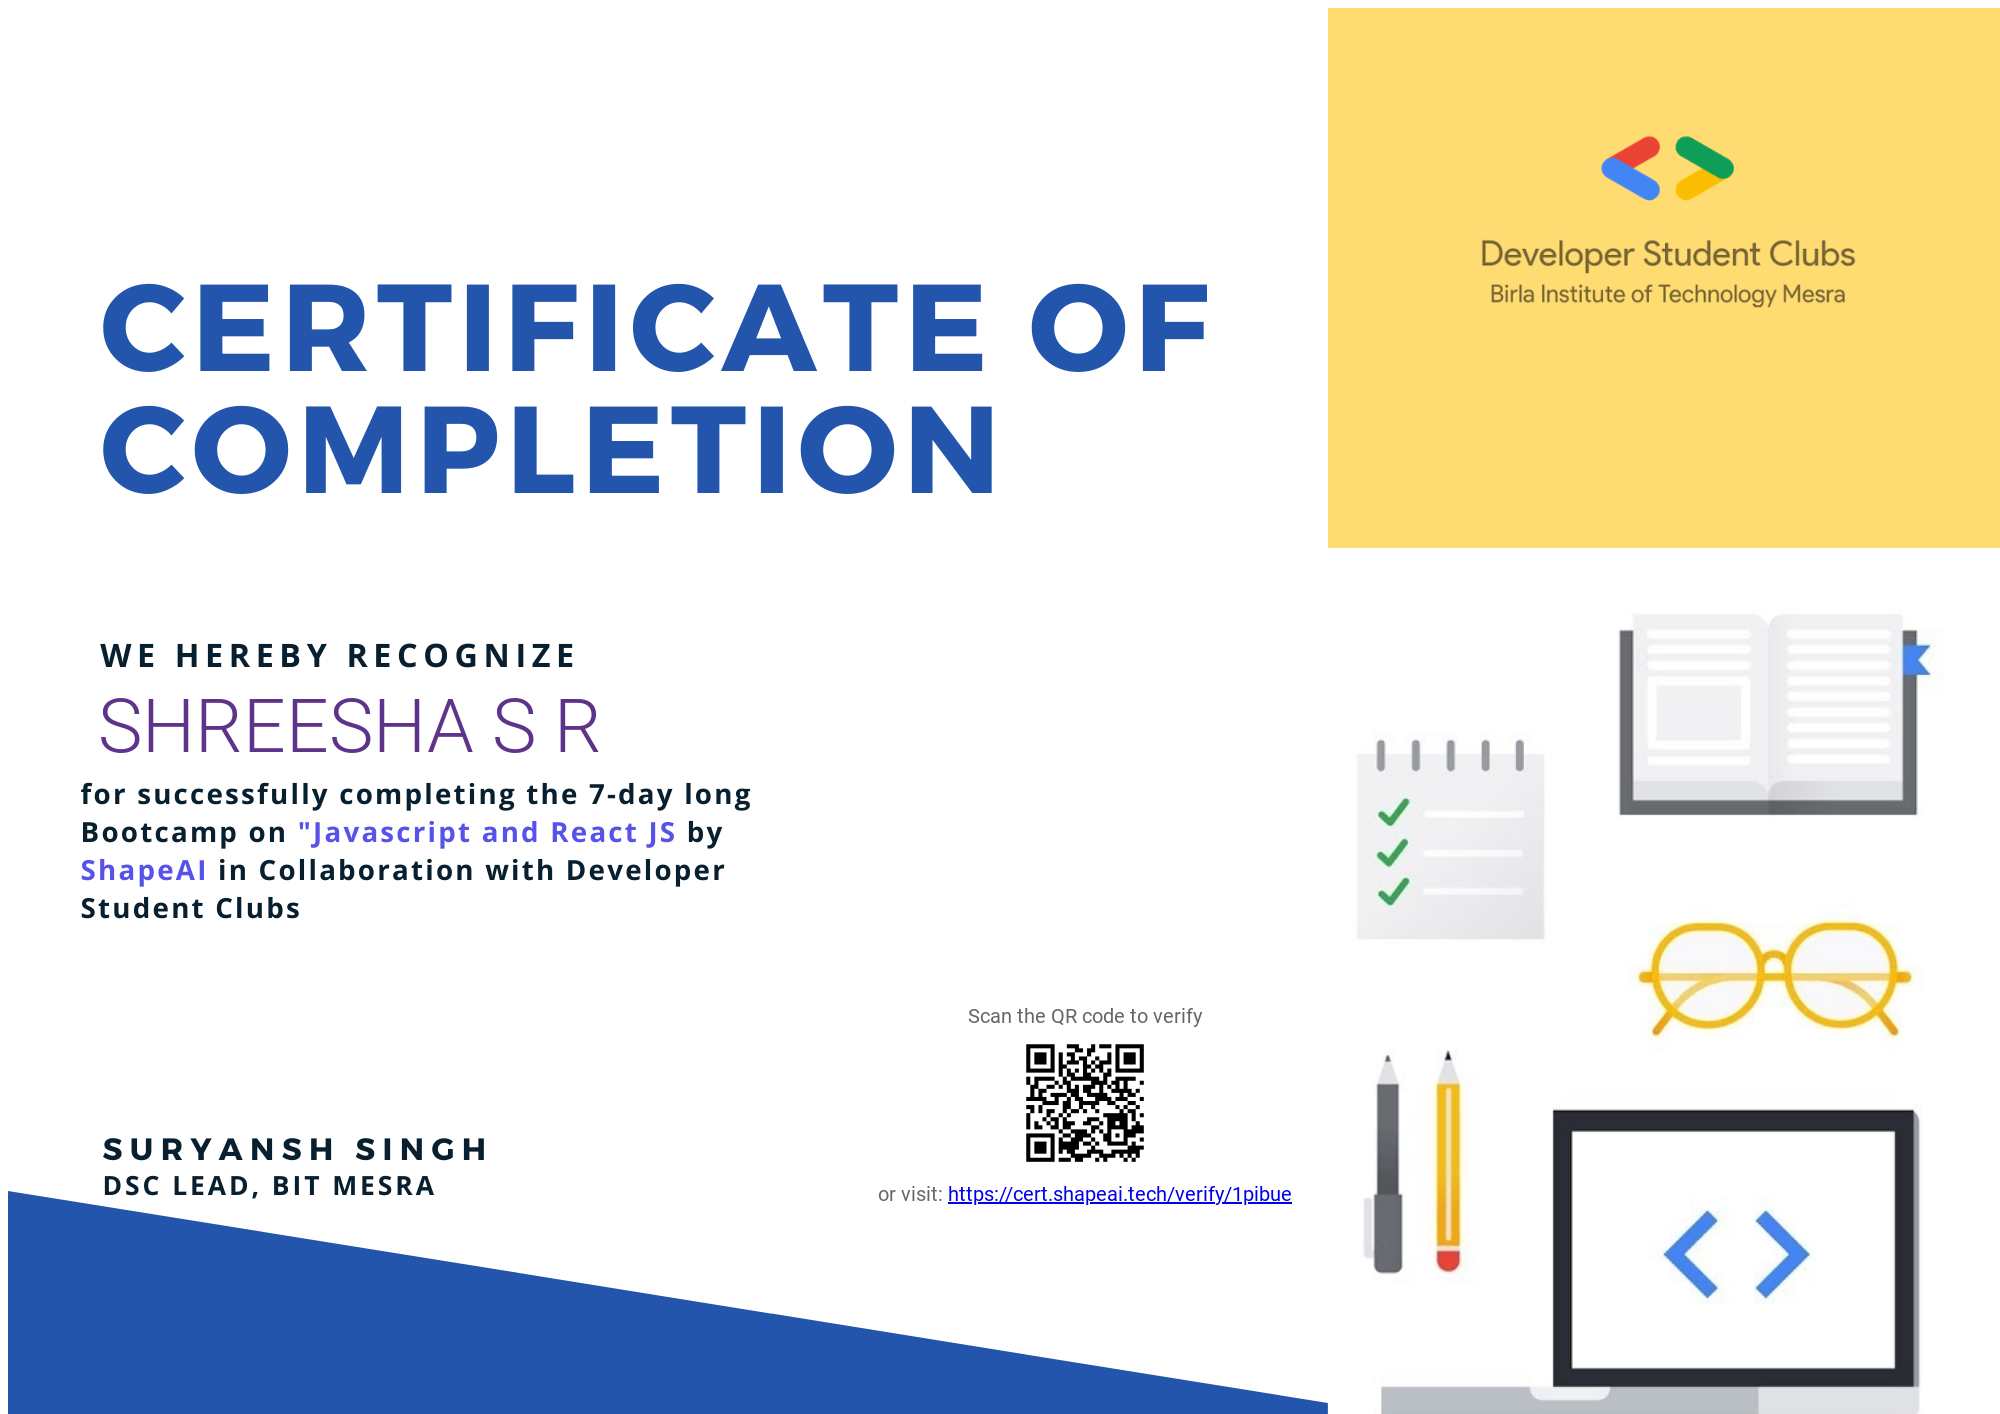 Developer Student Clubs
Birla Institute of Technology Mesra
CERTIFICATE OF
COMPLETION
WE HEREBY RECOGNIZE
SHREESHA S R
for successfully completing the 7-day long
Bootcamp on "Javascript and React JS by
ShapeAI in Collaboration with Developer
Student Clubs
Scan the QR code to verify
or visit: https://cert.shapeai.tech/verify/1pibue
SURYANSH SINGH
DSC LEAD, BIT MESRA